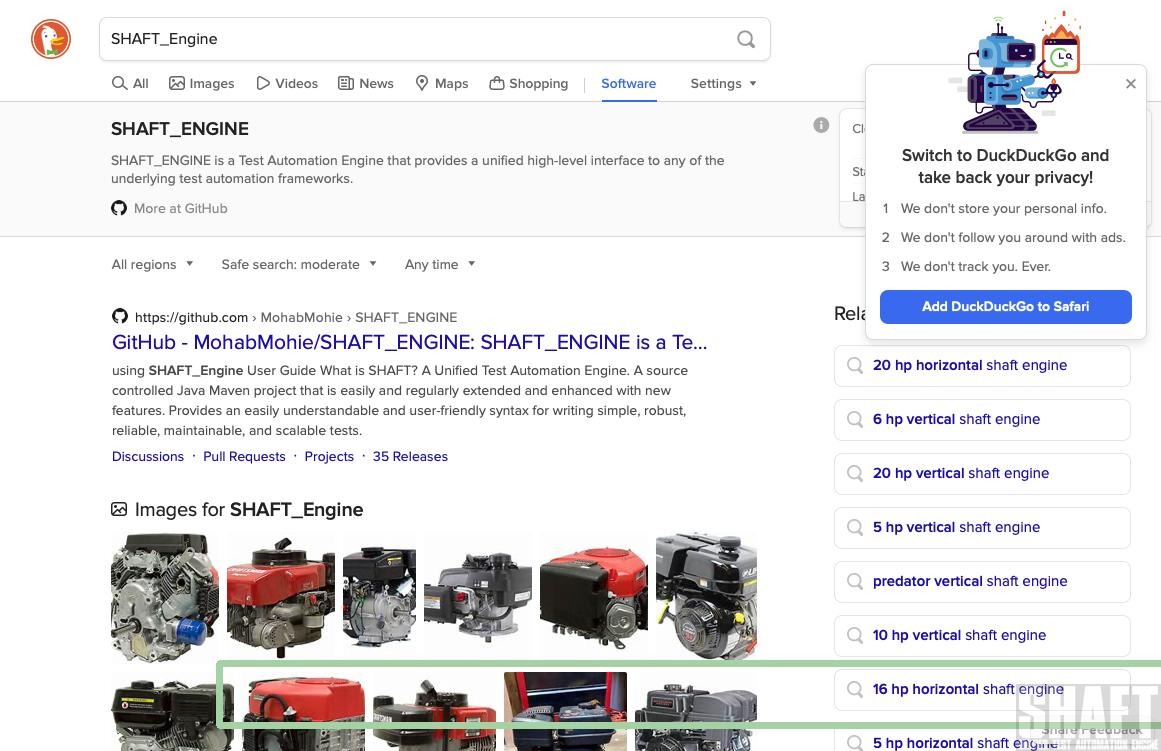 SHAFT_Engine
All Images Videos News Maps Shopping Software Settings
SHAFT_ENGINE
SHAFT_ENGINE is a Test Automation Engine that provides a unified high-level interface to any of the
underlying test automation frameworks.
More at GitHub
Switch to DuckDuckGo and
take back your privacy!
1 We don't store your personal info.
2 We don't follow you around with ads.
3 We don't track you. Ever.
Add DuckDuckGo to Safari
All regions Safe search: moderate Any time
https://github.com › MohabMohie › SHAFT_ENGINE
GitHub - MohabMohie/SHAFT_ENGINE: SHAFT_ENGINE is a Te...
using SHAFT_Engine User Guide What is SHAFT? A Unified Test Automation Engine. A source
controlled Java Maven project that is easily and regularly extended and enhanced with new
features. Provides an easily understandable and user-friendly syntax for writing simple, robust,
reliable, maintainable, and scalable tests.
Discussions · Pull Requests · Projects · 35 Releases
Images for SHAFT_Engine
Rela
20 hp horizontal shaft engine
6 hp vertical shaft engine
20 hp vertical shaft engine
5 hp vertical shaft engine
predator vertical shaft engine
10 hp vertical shaft engine
16 hp horizontal shaft engine
5 hp horizontal shaft engine
SHAFT
Share Feedback